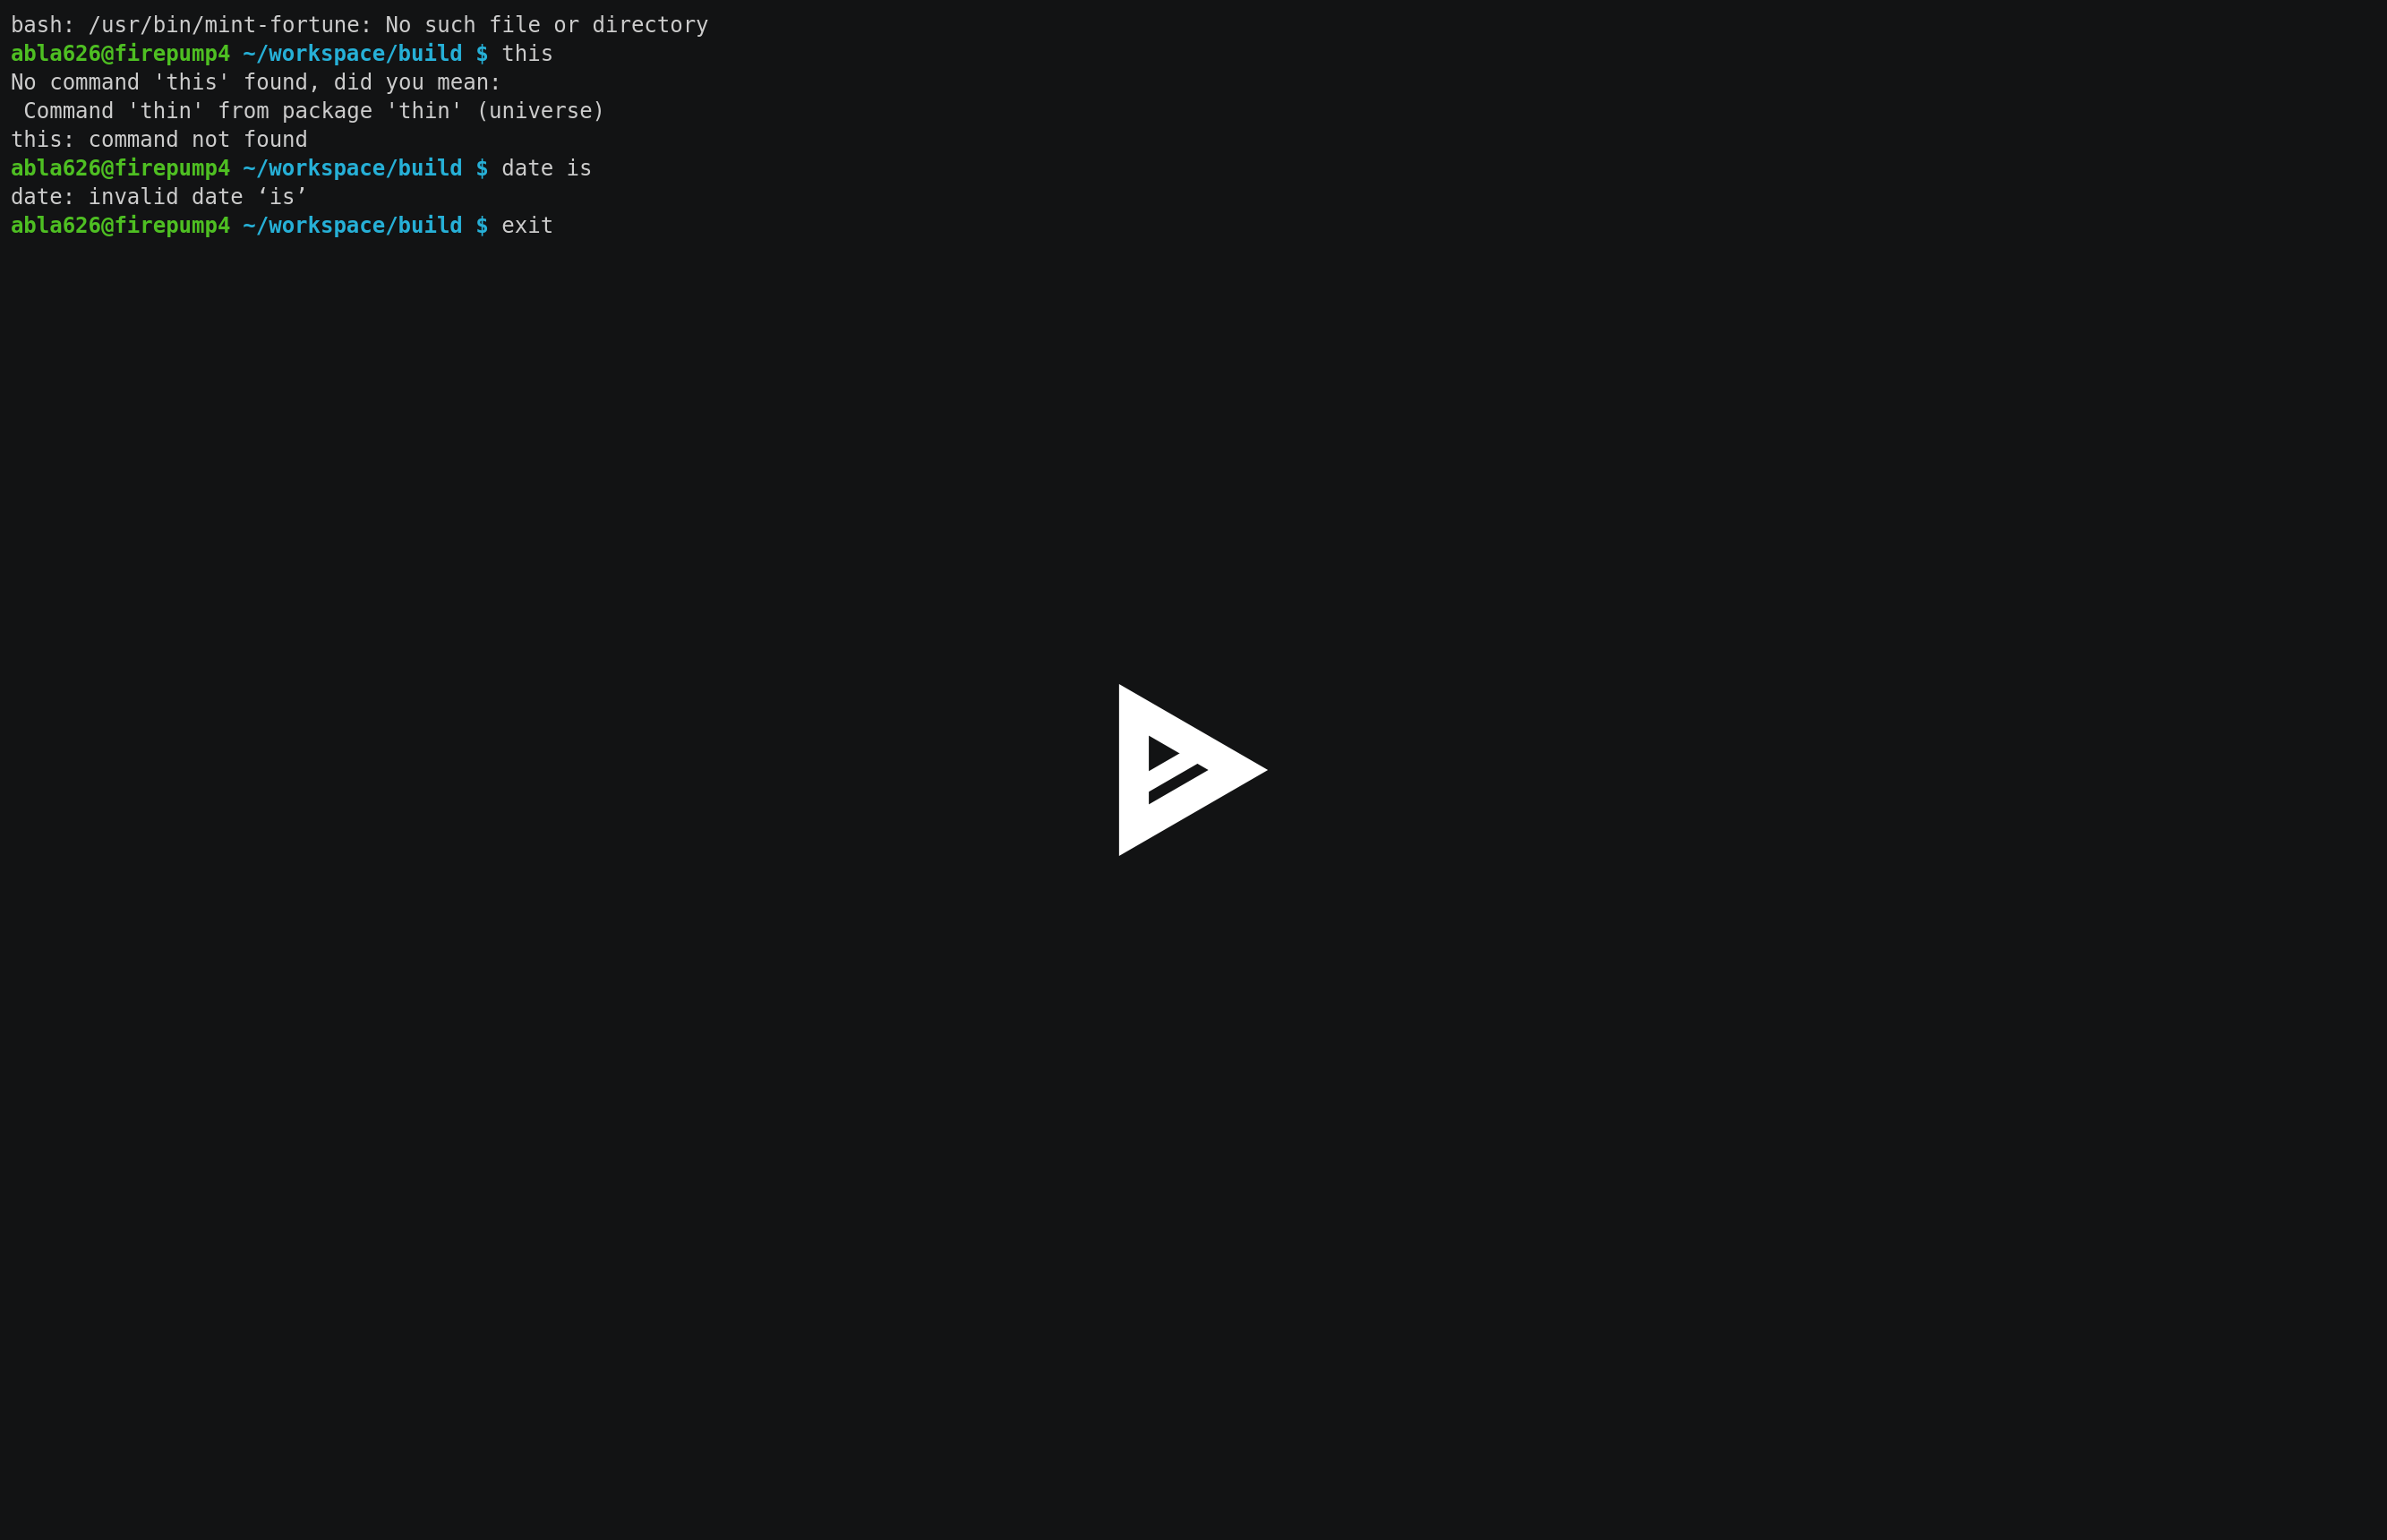 bash: /usr/bin/mint-fortune: No such file or directory
abla626@firepump4 ~/workspace/build $ this
No command 'this' found, did you mean:
 Command 'thin' from package 'thin' (universe)
this: command not found
abla626@firepump4 ~/workspace/build $ date is
date: invalid date ‘is’
abla626@firepump4 ~/workspace/build $ exit